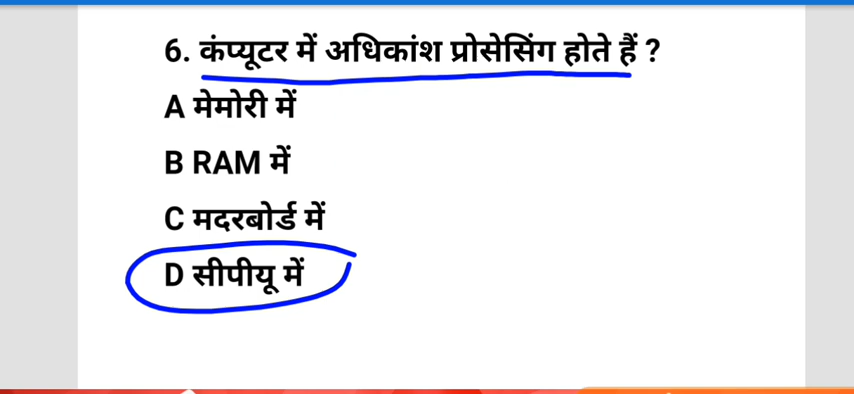 6. कंप्यूटर में अधिकांश प्रोसेसिंग होते हैं ?
A मेमोरी में
B RAM में
C मदरबोर्ड में
D सीपीयू में